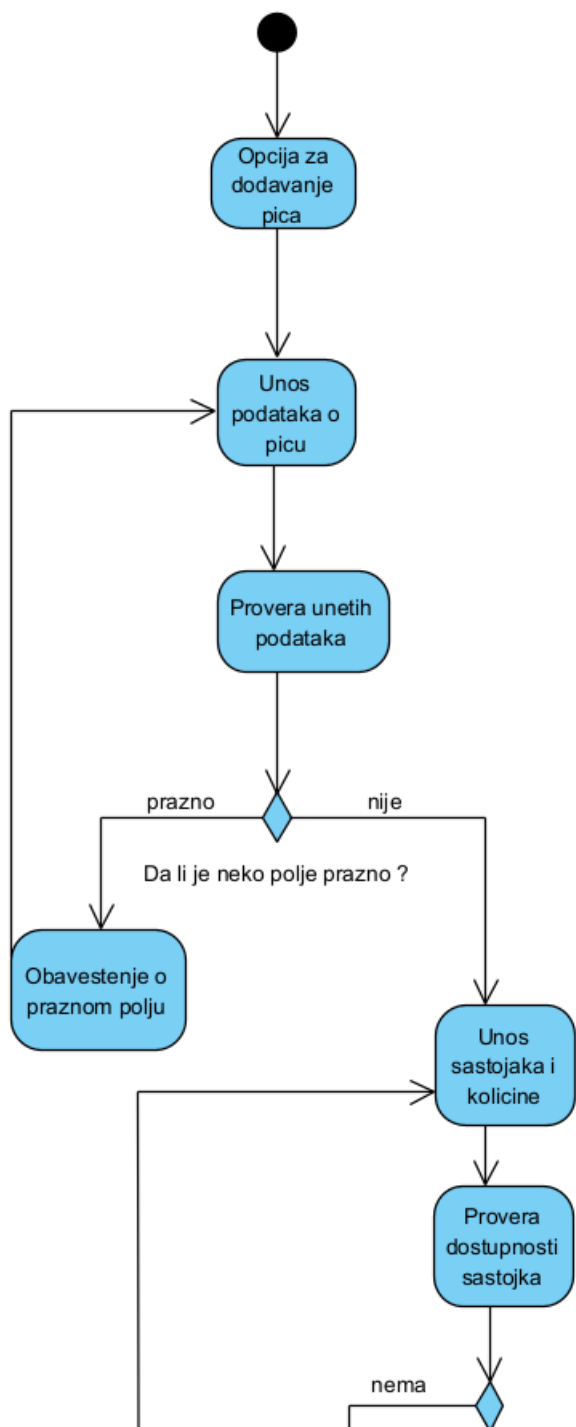 Opcija za
dodavanje
pica
Unos
podataka o
picu
Provera unetih
podataka
prazno
nije
Da li je neko polje prazno ?
Obavestenje o
praznom polju
Unos
sastojaka i
kolicine
Provera
dostupnosti
sastojka
nema